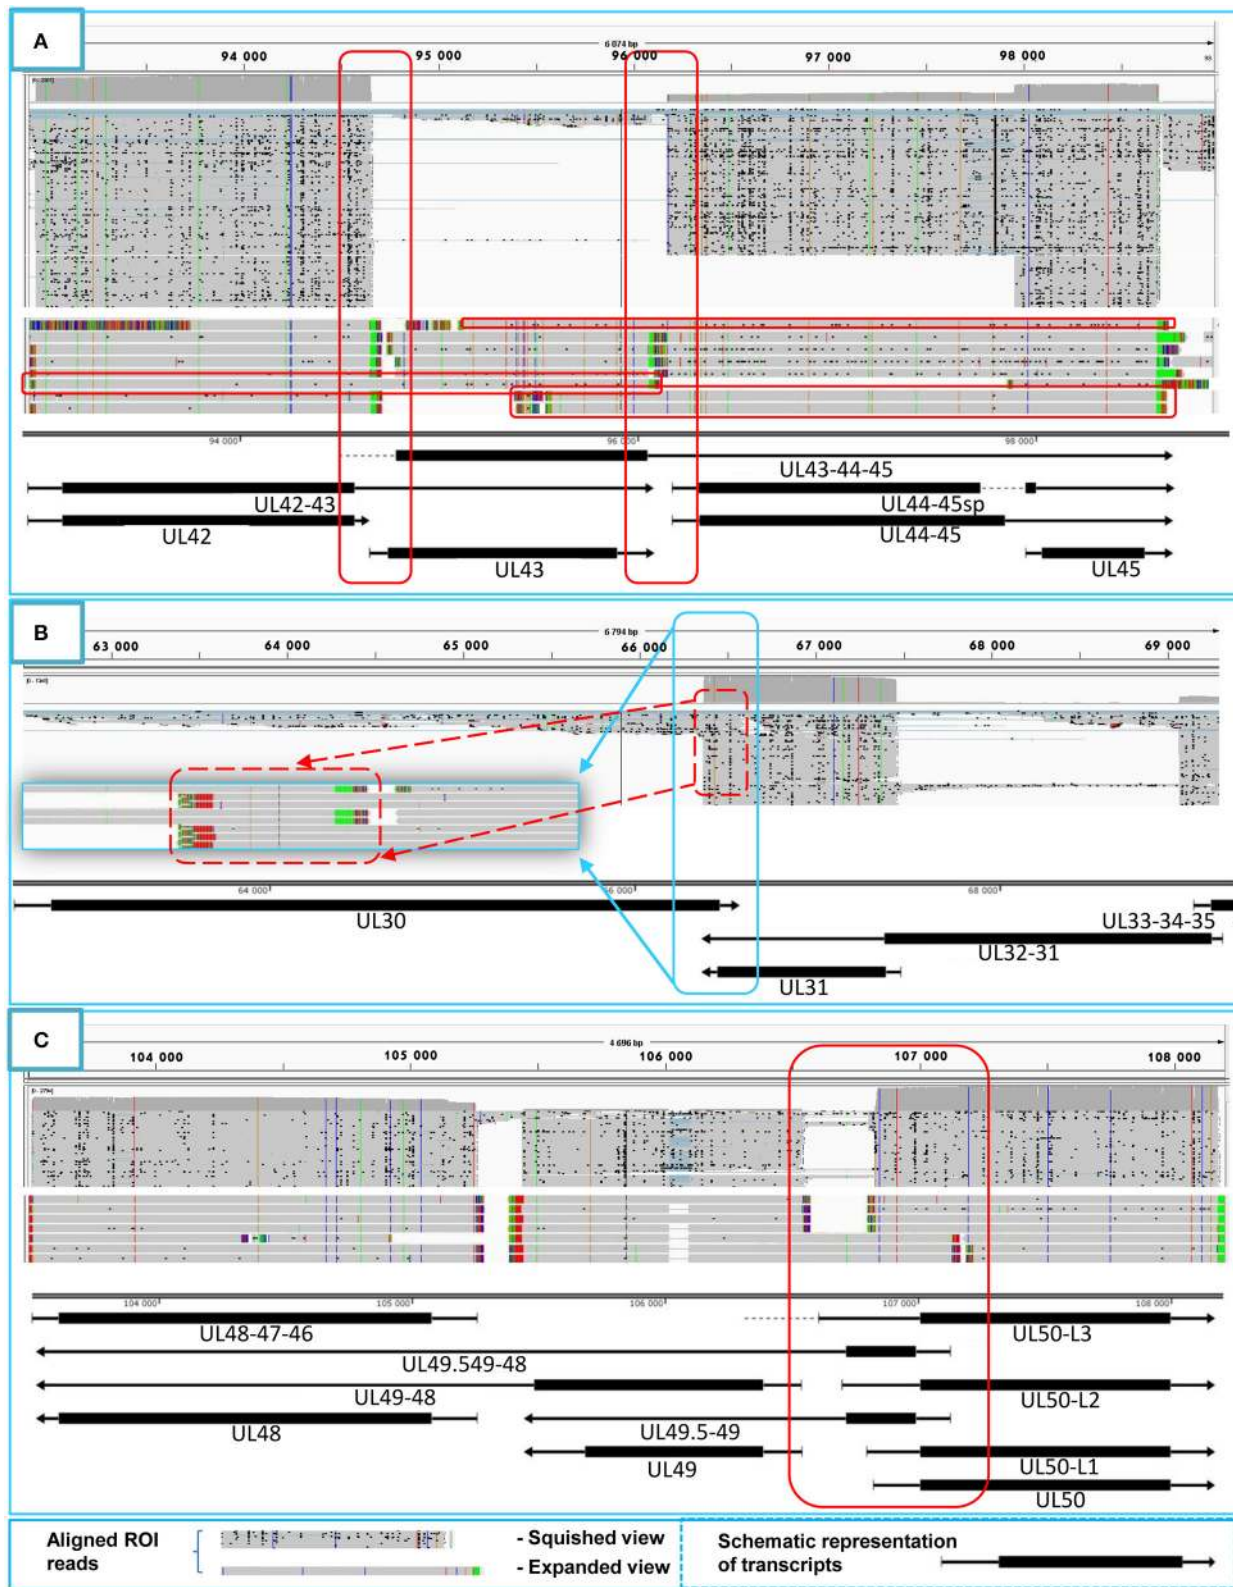 A
6 074 bp
94 000 95 000 96 000 97 000 98 000
94 000 96 000 98 000
UL43-44-45
UL42-43 UL44-45sp
UL42 UL44-45
UL43 UL45
B
6 794 bp
63 000 64 000 65 000 66 000 67 000 68 000 69 000
64 000 66 000 68 000
UL30 UL33-34-35
UL32-31
UL31
C
4 696 bp
104 000 105 000 106 000 107 000 108 000
104 000 105 000 106 000 107 000 108 000
UL48-47-46 UL50-L3
UL49.549-48
UL49-48 UL50-L2
UL48 UL49.5-49
UL49 UL50-L1
UL50
Aligned ROI
reads
- Squished view
- Expanded view
Schematic representation
of transcripts